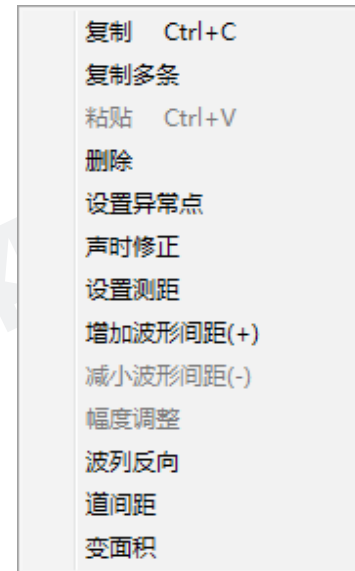 复制 Ctrl+C
复制多条
粘贴 Ctrl+V
删除
设置异常点
声时修正
设置测距
增加波形间距(+)
减小波形间距(-)
幅度调整
波列反向
道间距
变面积